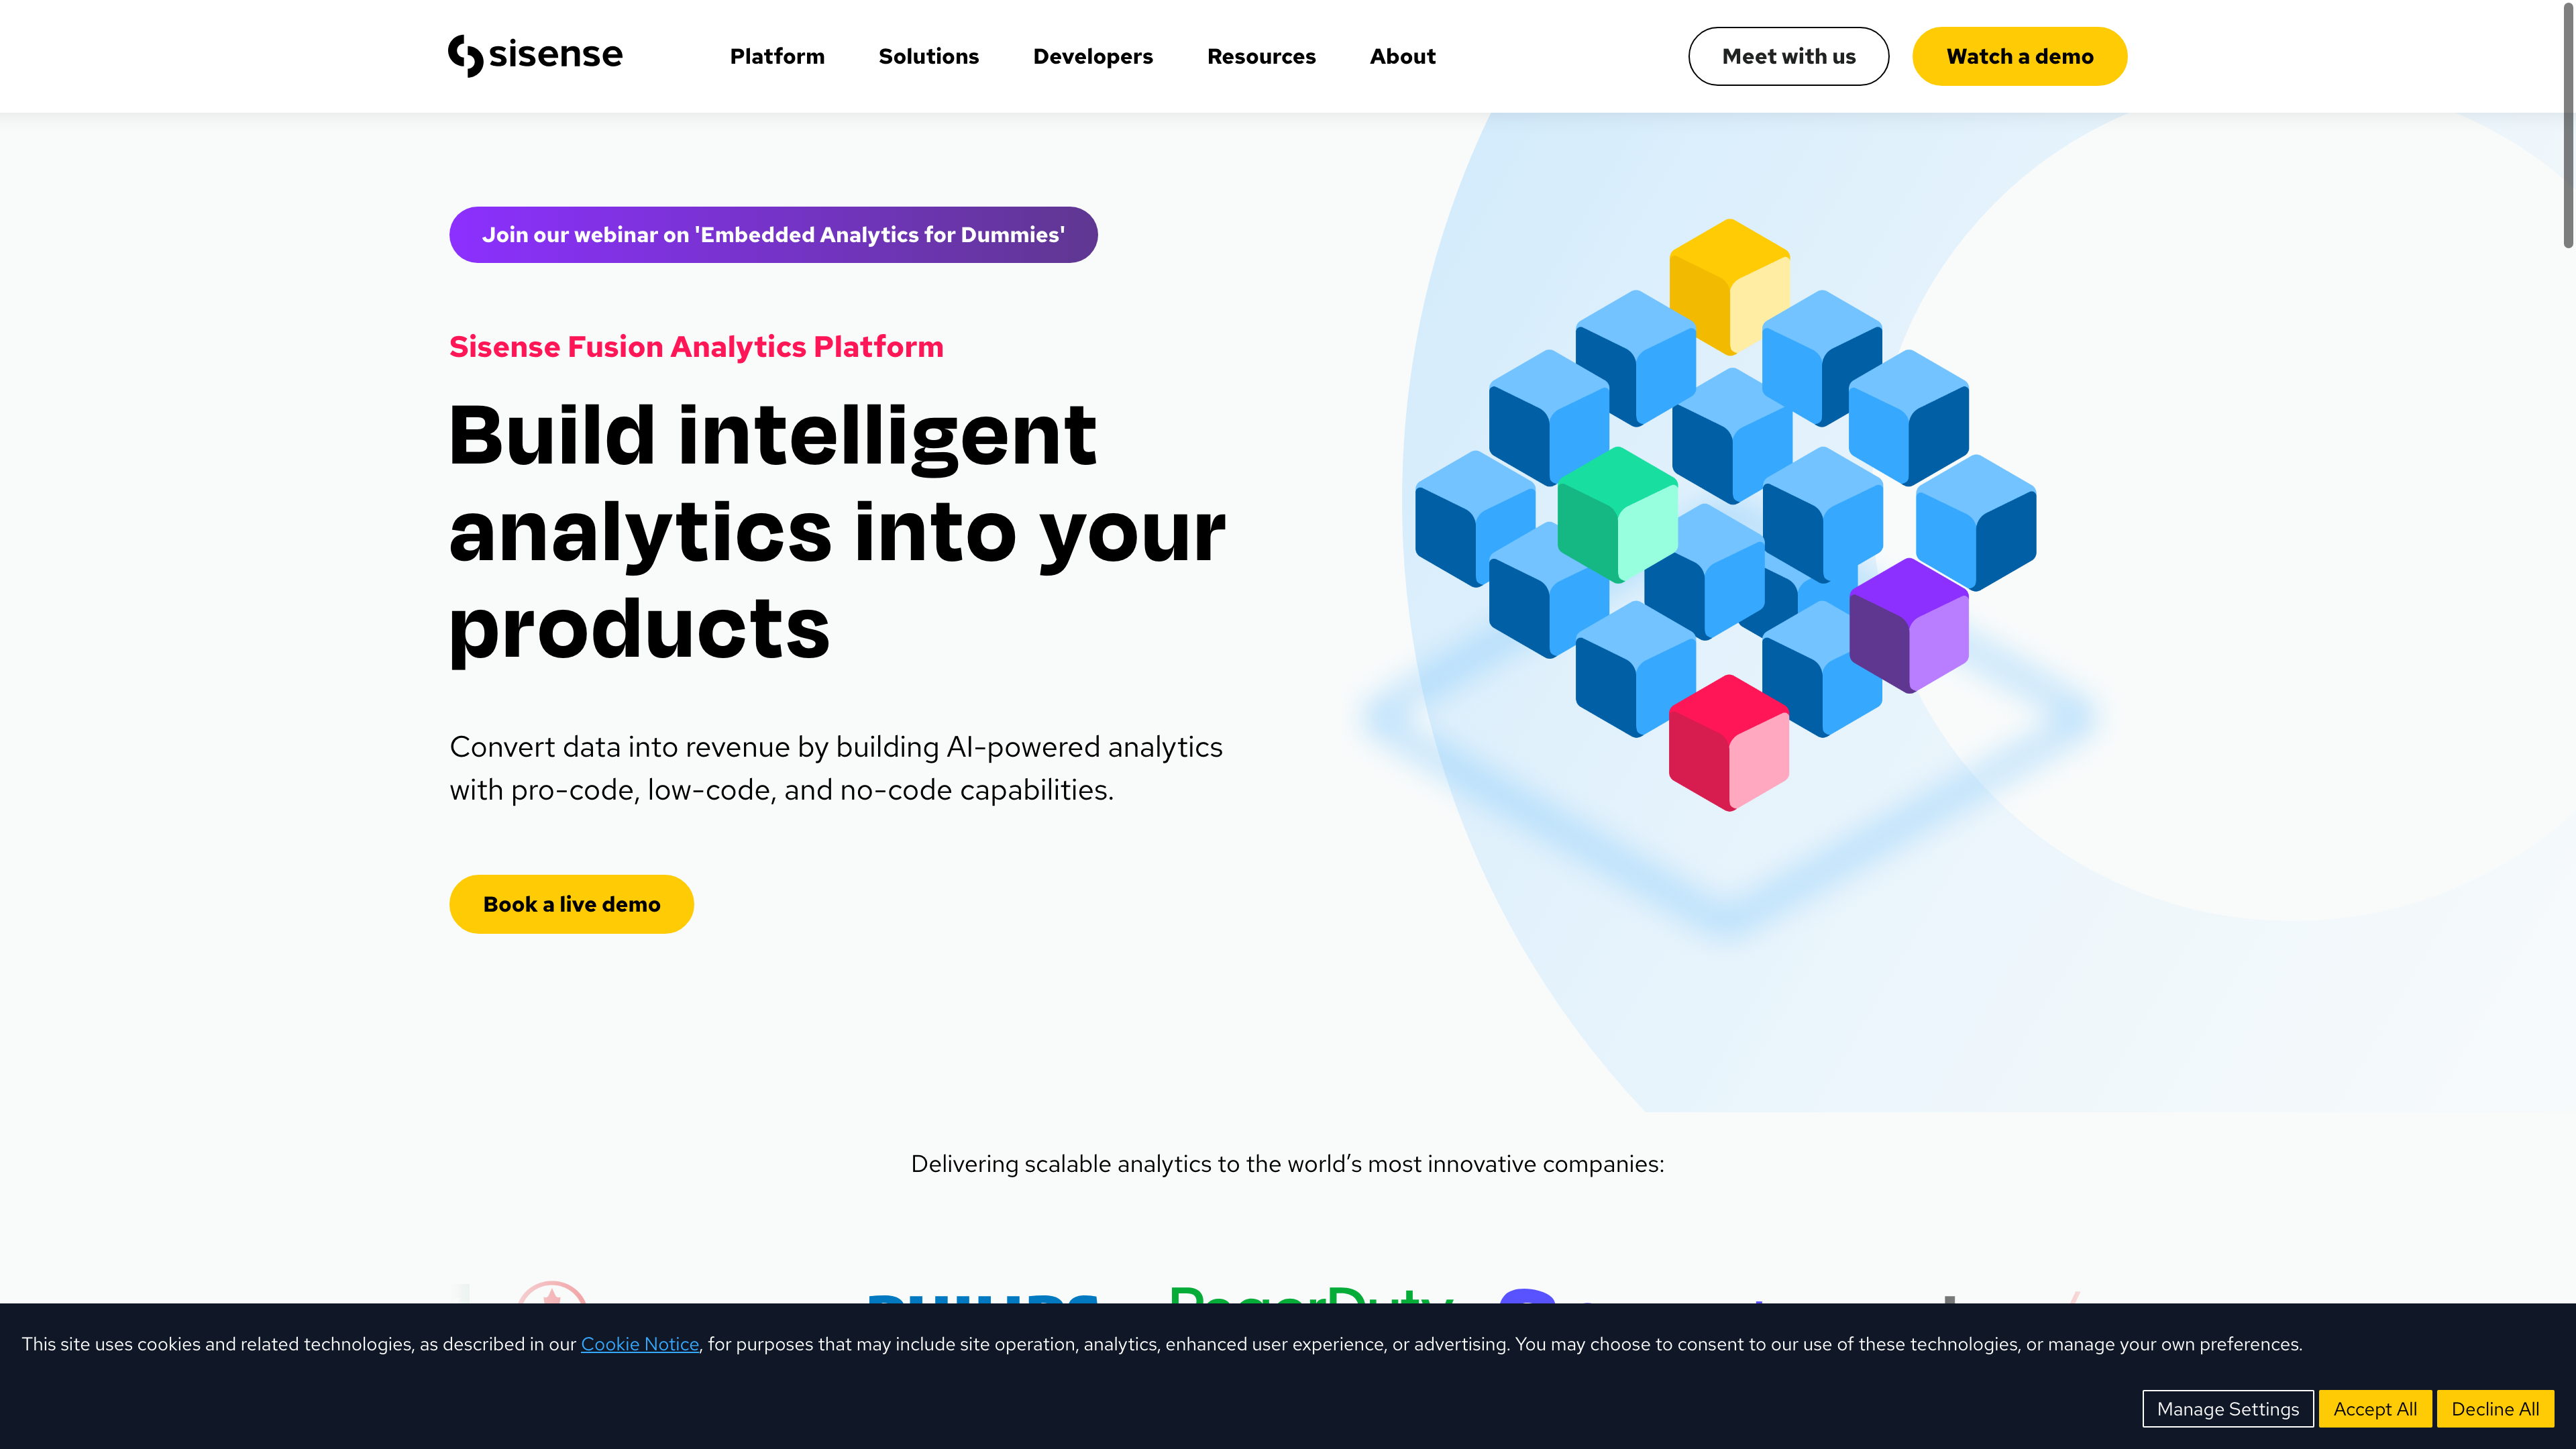 sisense
Platform Solutions Developers Resources About Meet with us Watch a demo
Join our webinar on 'Embedded Analytics for Dummies'
Sisense Fusion Analytics Platform
Build intelligent
analytics into your
products
Convert data into revenue by building AI-powered analytics
with pro-code, low-code, and no-code capabilities.
Book a live demo
Delivering scalable analytics to the world’s most innovative companies:
PHILIPS PagerDuty
This site uses cookies and related technologies, as described in our Cookie Notice, for purposes that may include site operation, analytics, enhanced user experience, or advertising. You may choose to consent to our use of these technologies, or manage your own preferences.
Manage Settings Accept All Decline All